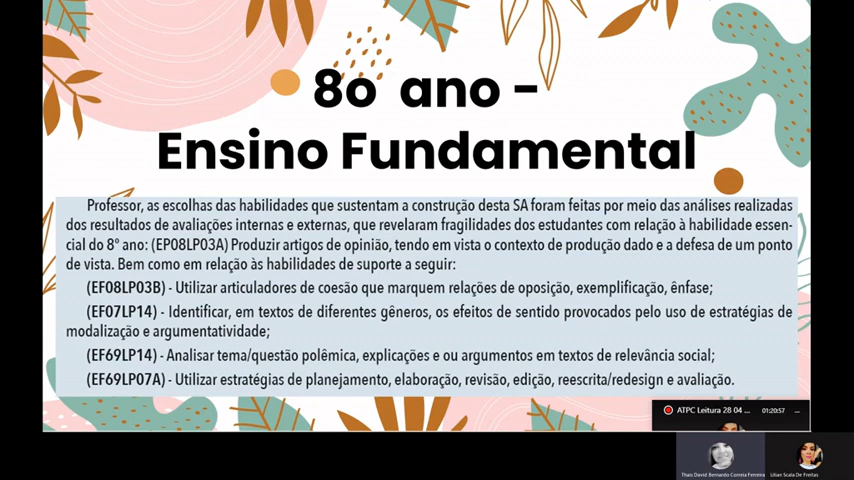 8o ano -
Ensino Fundamental
Professor, as escolhas das habilidades que sustentam a construção desta SA foram feitas por meio das análises realizadas
dos resultados de avaliações internas e externas, que revelaram fragilidades dos estudantes com relação à habilidade essen-
cial do 8° ano: (EP08LP03A) Produzir artigos de opinião, tendo em vista o contexto de produção dado e a defesa de um ponto
de vista. Bem como em relação às habilidades de suporte a seguir:
(EF08LP03B) - Utilizar articuladores de coesão que marquem relações de oposição, exemplificação, ênfase;
(EF07LP14) - Identificar, em textos de diferentes gêneros, os efeitos de sentido provocados pelo uso de estratégias de
modalização e argumentatividade;
(EF69LP14) - Analisar tema/questão polêmica, explicações e ou argumentos em textos de relevância social;
(EF69LP07A) - Utilizar estratégias de planejamento, elaboração, revisão, edição, reescrita/redesign e avaliação.
ATPC Leitura 28 04 ... 01:20:57 ...
Thais David Bernardo Correia Ferreira
Lilian Scala De Freitas